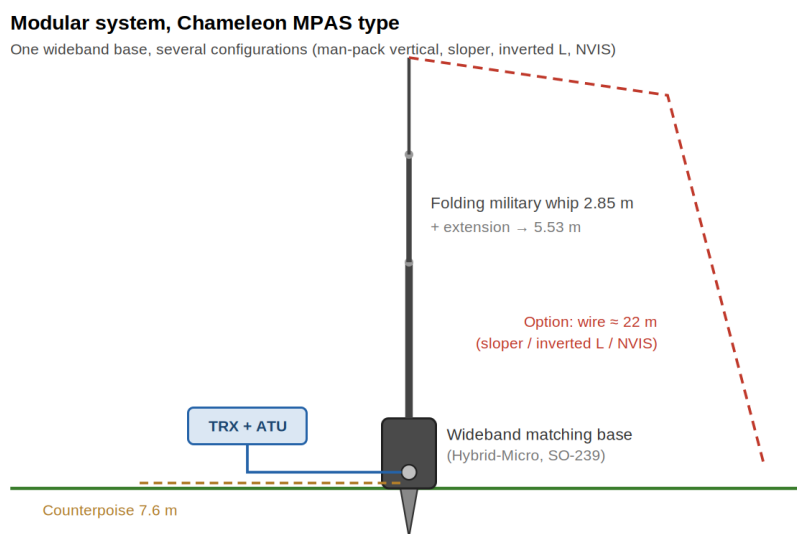 Modular system, Chameleon MPAS type
One wideband base, several configurations (man-pack vertical, sloper, inverted L, NVIS)
Folding military whip 2.85 m
+ extension → 5.53 m
Option: wire ≈ 22 m
(sloper / inverted L / NVIS)
TRX + ATU
Wideband matching base
(Hybrid-Micro, SO-239)
Counterpoise 7.6 m